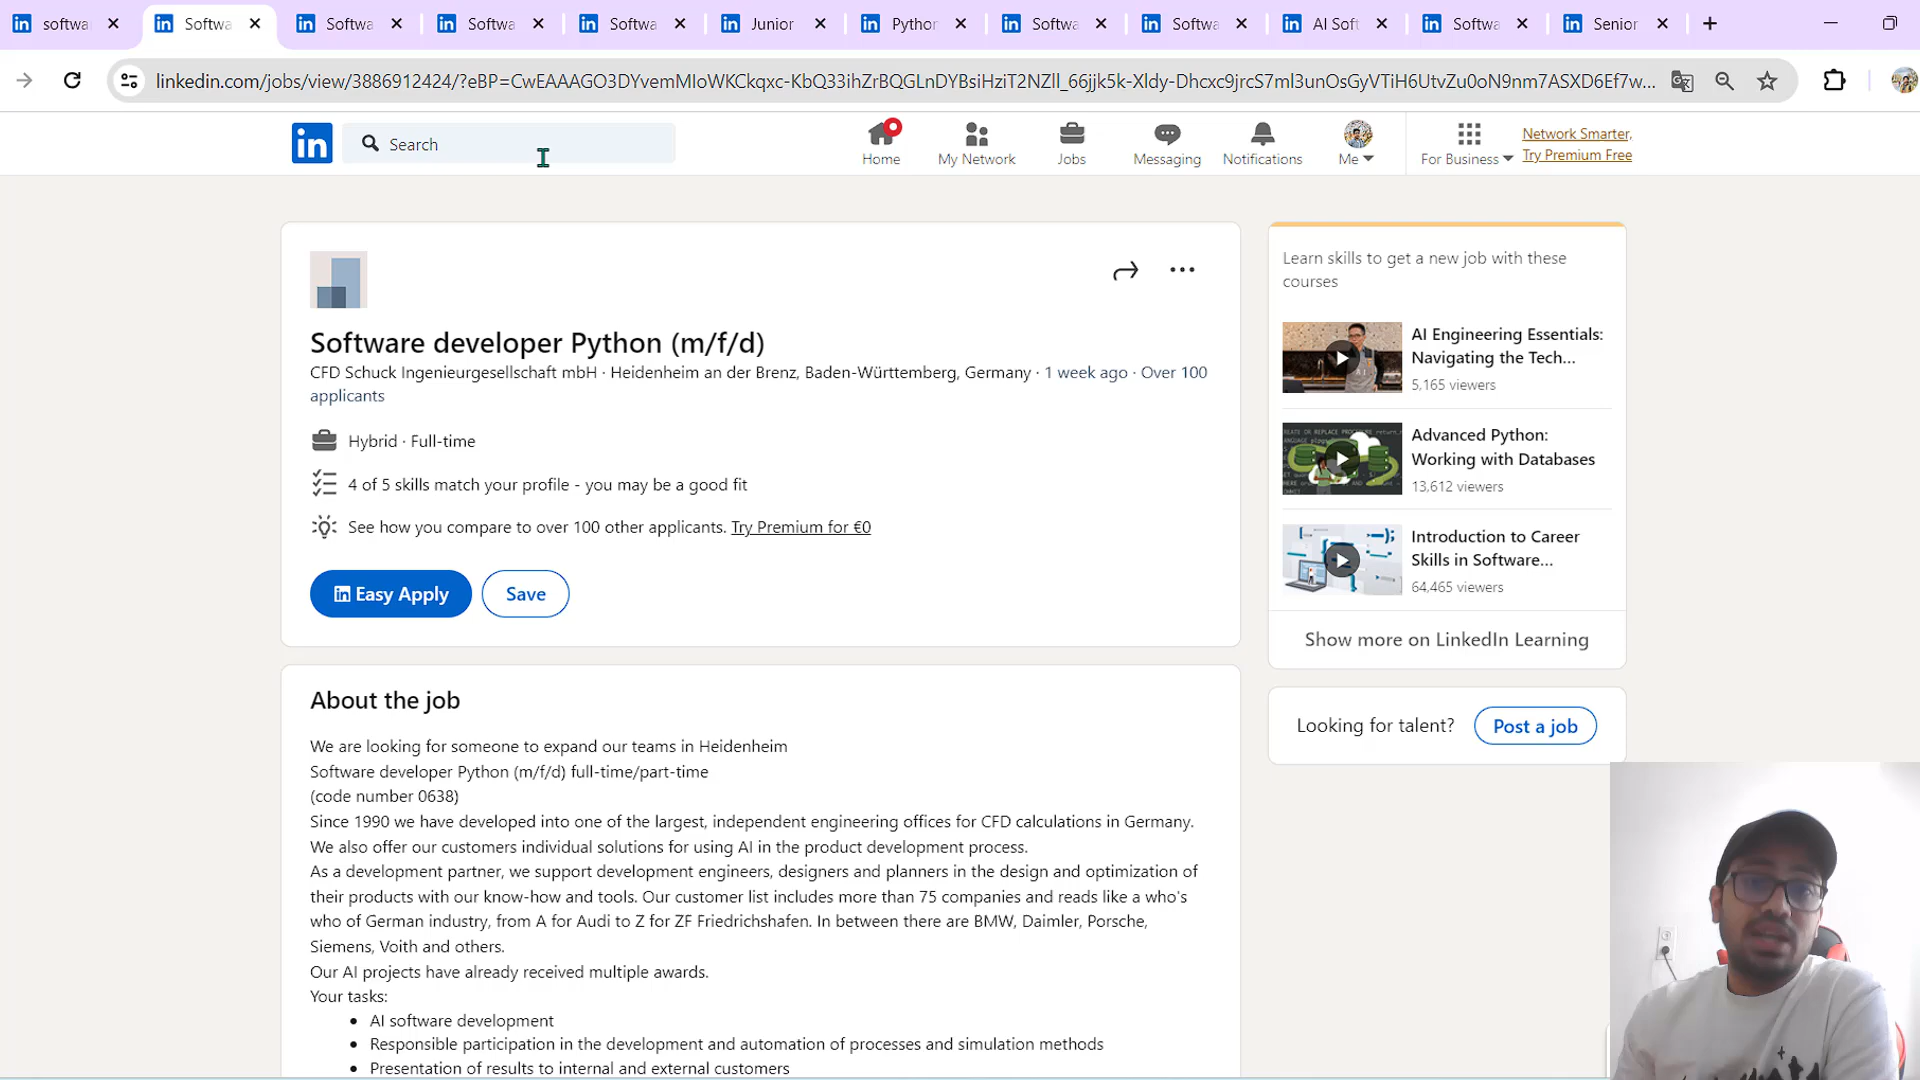 softwa
Softwa
Softwa
Softwa
Softwa
Junior
Python
Softwa
Softwa
AI Soft
Softwa
Senior
linkedin.com/jobs/view/3886912424/?eBP=CwEAAAGO3DYvemMIoWKCkqxc-KbQ33ihZrBQGLnDYBsiHziT2NZll_66jjk5k-Xldy-Dhcxc9jrcS7ml3unOsGyVTiH6UtvZu0oN9nm7ASXD6Ef7w...
in
Search
Home
My Network
Jobs
Messaging
Notifications
Me
For Business
Network Smarter,
Try Premium Free
Software developer Python (m/f/d)
CFD Schuck Ingenieurgesellschaft mbH · Heidenheim an der Brenz, Baden-Württemberg, Germany · 1 week ago · Over 100
applicants
Hybrid · Full-time
4 of 5 skills match your profile - you may be a good fit
See how you compare to over 100 other applicants. Try Premium for €0
in Easy Apply
Save
About the job
We are looking for someone to expand our teams in Heidenheim
Software developer Python (m/f/d) full-time/part-time
(code number 0638)
Since 1990 we have developed into one of the largest, independent engineering offices for CFD calculations in Germany.
We also offer our customers individual solutions for using AI in the product development process.
As a development partner, we support development engineers, designers and planners in the design and optimization of
their products with our know-how and tools. Our customer list includes more than 75 companies and reads like a who's
who of German industry, from A for Audi to Z for ZF Friedrichshafen. In between there are BMW, Daimler, Porsche,
Siemens, Voith and others.
Our AI projects have already received multiple awards.
Your tasks:
• AI software development
• Responsible participation in the development and automation of processes and simulation methods
• Presentation of results to internal and external customers
Learn skills to get a new job with these
courses
AI Engineering Essentials:
Navigating the Tech...
5,165 viewers
Advanced Python:
Working with Databases
13,612 viewers
Introduction to Career
Skills in Software...
64,465 viewers
Show more on LinkedIn Learning
Looking for talent?
Post a job